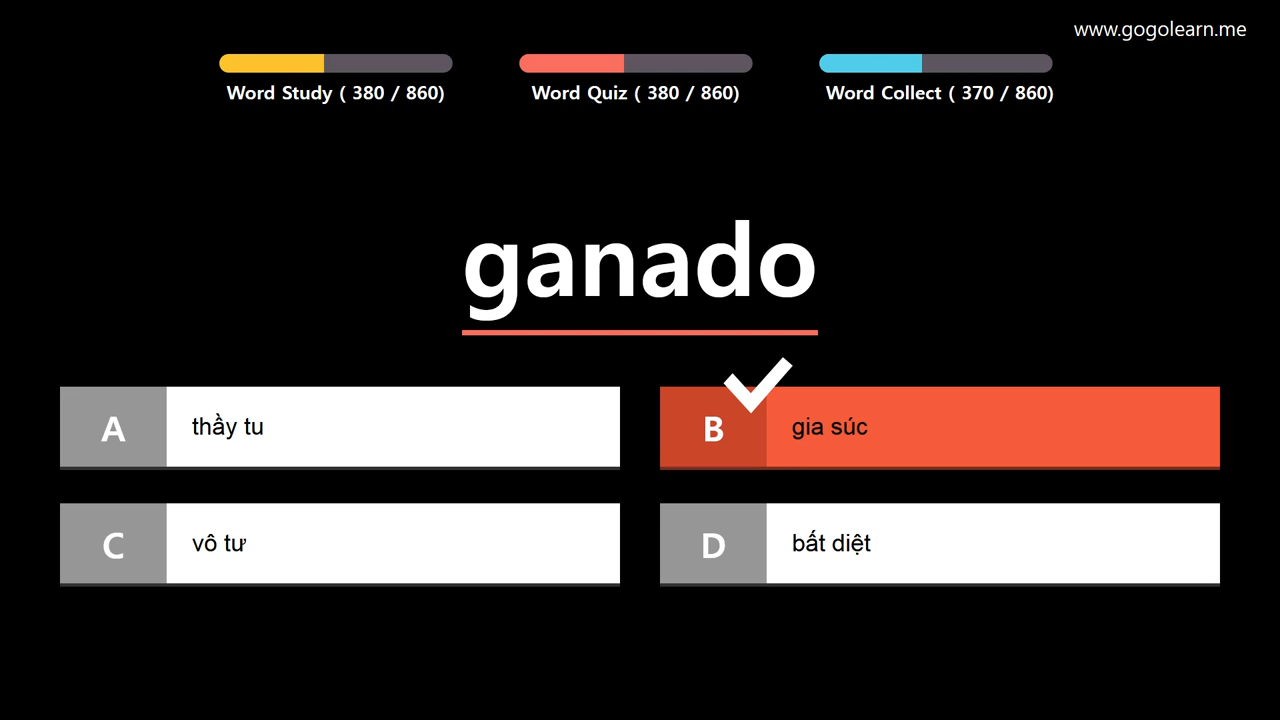 www.gogolearn.me
Word Study ( 380 / 860)
Word Quiz ( 380 / 860)
Word Collect ( 370 / 860)
ganado
A
thầy tu
B
gia súc
C
vô tư
D
bất diệt